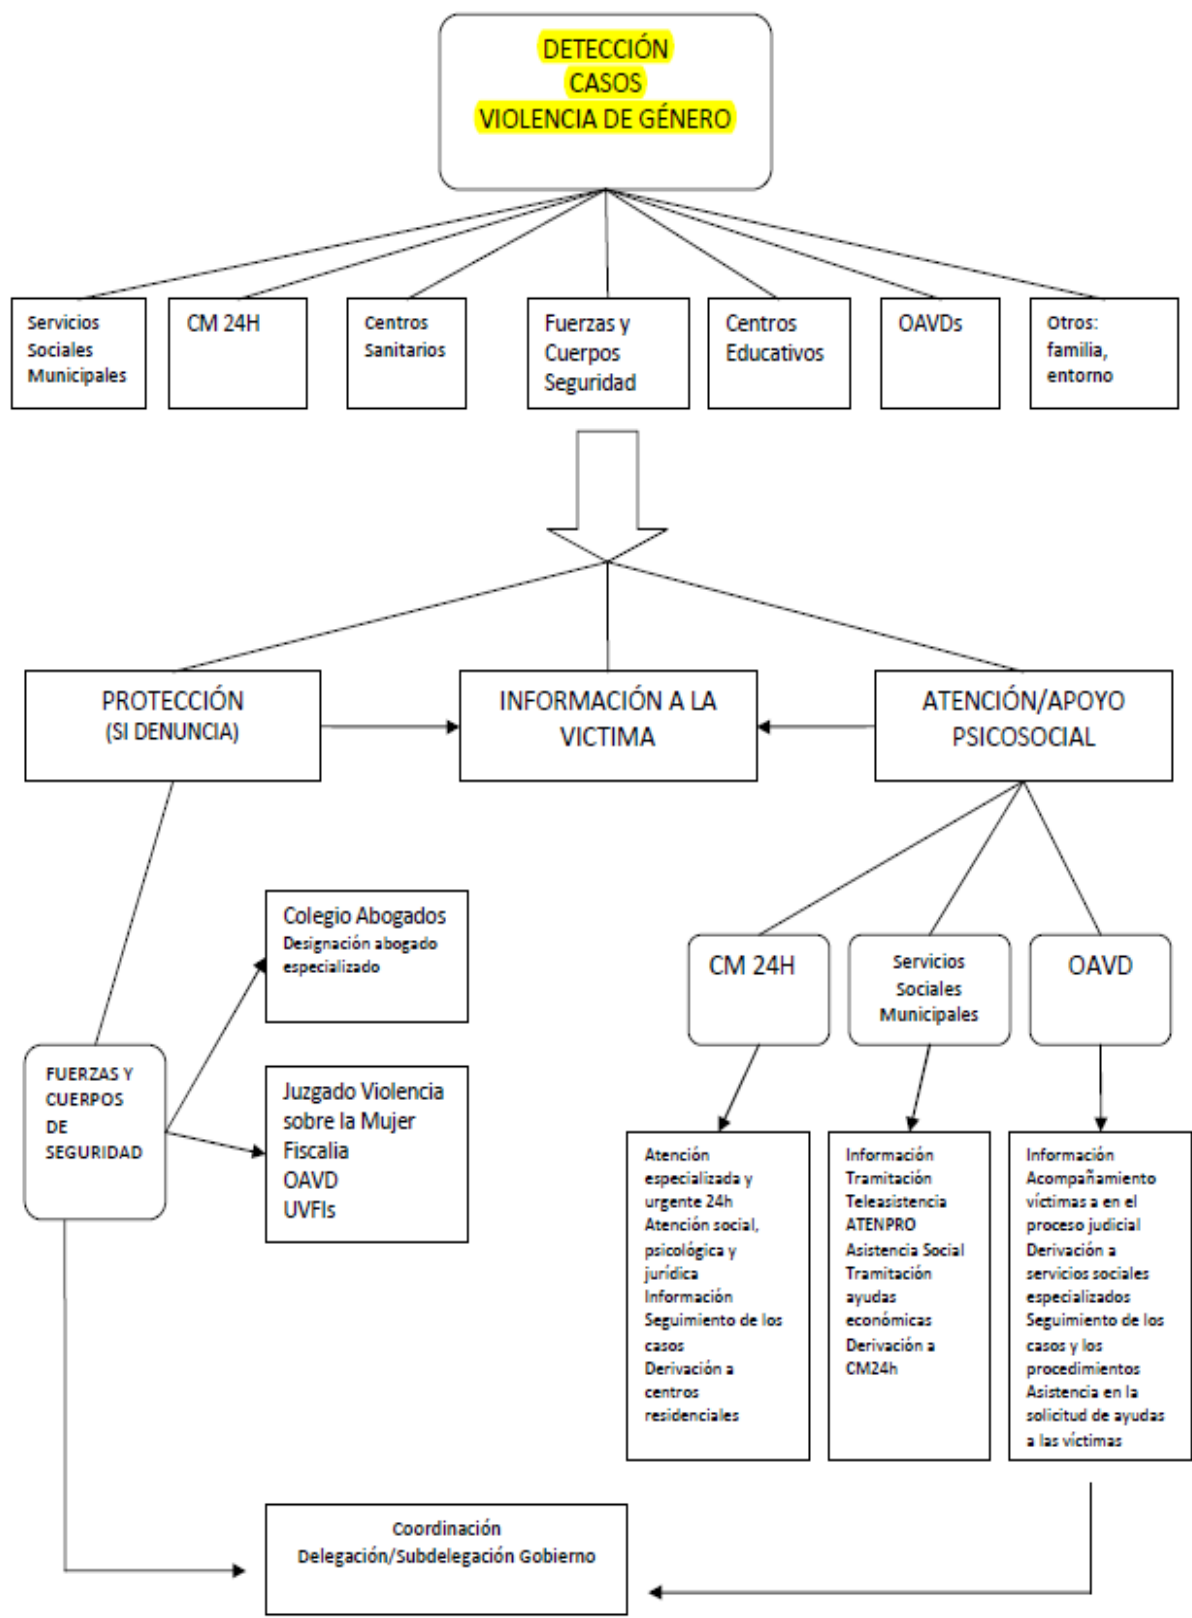 DETECCIÓN
CASOS
VIOLENCIA DE GÉNERO
Servicios
Sociales
Municipales
CM 24H
Centros
Sanitarios
Fuerzas y
Cuerpos
Seguridad
Centros
Educativos
OAVDs
Otros:
familia,
entorno
PROTECCIÓN
(SI DENUNCIA)
INFORMACIÓN A LA
VICTIMA
ATENCIÓN/APOYO
PSICOSOCIAL
Colegio Abogados
Designación abogado
especializado
FUERZAS Y
CUERPOS
DE
SEGURIDAD
Juzgado Violencia
sobre la Mujer
Fiscalia
OAVD
UVFIs
CM 24H
Servicios
Sociales
Municipales
OAVD
Atención
especializada y
urgente 24h
Atención social,
psicológica y
jurídica
Información
Seguimiento de los
casos
Derivación a
centros
residenciales
Información
Tramitación
Teleasistencia
ATENPRO
Asistencia Social
Tramitación
ayudas
económicas
Derivación a
CM24h
Información
Acompañamiento
víctimas a en el
proceso judicial
Derivación a
servicios sociales
especializados
Seguimiento de los
casos y los
procedimientos
Asistencia en la
solicitud de ayudas
a las víctimas
Coordinación
Delegación/Subdelegación Gobierno